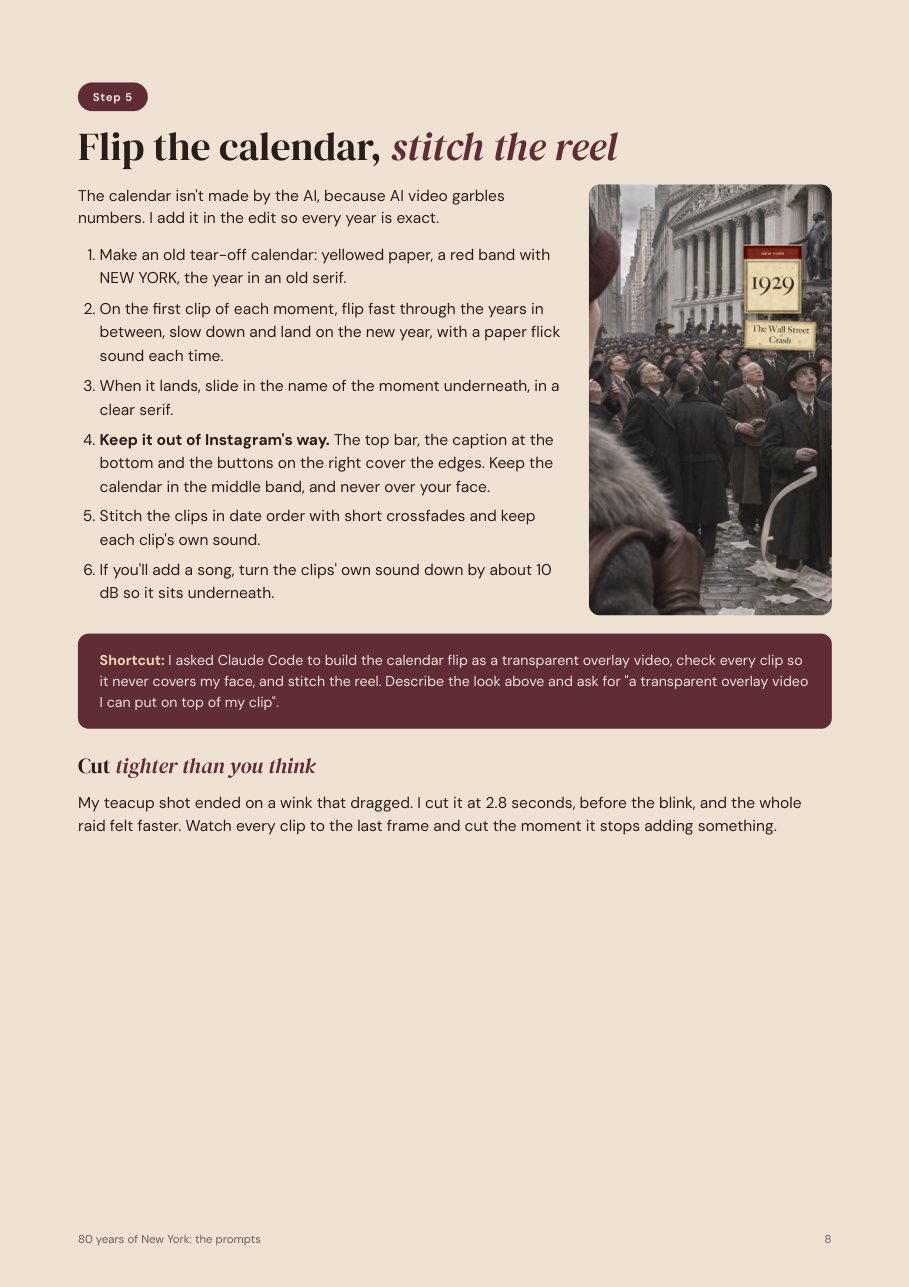 Step 5
Flip the calendar, stitch the reel
The calendar isn't made by the AI, because AI video garbles
numbers. I add it in the edit so every year is exact.
1. Make an old tear-off calendar: yellowed paper, a red band with
NEW YORK, the year in an old serif.
2. On the first clip of each moment, flip fast through the years in
between, slow down and land on the new year, with a paper flick
sound each time.
3. When it lands, slide in the name of the moment underneath, in a
clear serif.
4. Keep it out of Instagram's way. The top bar, the caption at the
bottom and the buttons on the right cover the edges. Keep the
calendar in the middle band, and never over your face.
5. Stitch the clips in date order with short crossfades and keep
each clip's own sound.
6. If you'll add a song, turn the clips' own sound down by about 10
dB so it sits underneath.
NEW YORK
1929
The Wall Street
Crash
Shortcut: I asked Claude Code to build the calendar flip as a transparent overlay video, check every clip so
it never covers my face, and stitch the reel. Describe the look above and ask for "a transparent overlay video
I can put on top of my clip".
Cut tighter than you think
My teacup shot ended on a wink that dragged. I cut it at 2.8 seconds, before the blink, and the whole
raid felt faster. Watch every clip to the last frame and cut the moment it stops adding something.
80 years of New York: the prompts
8